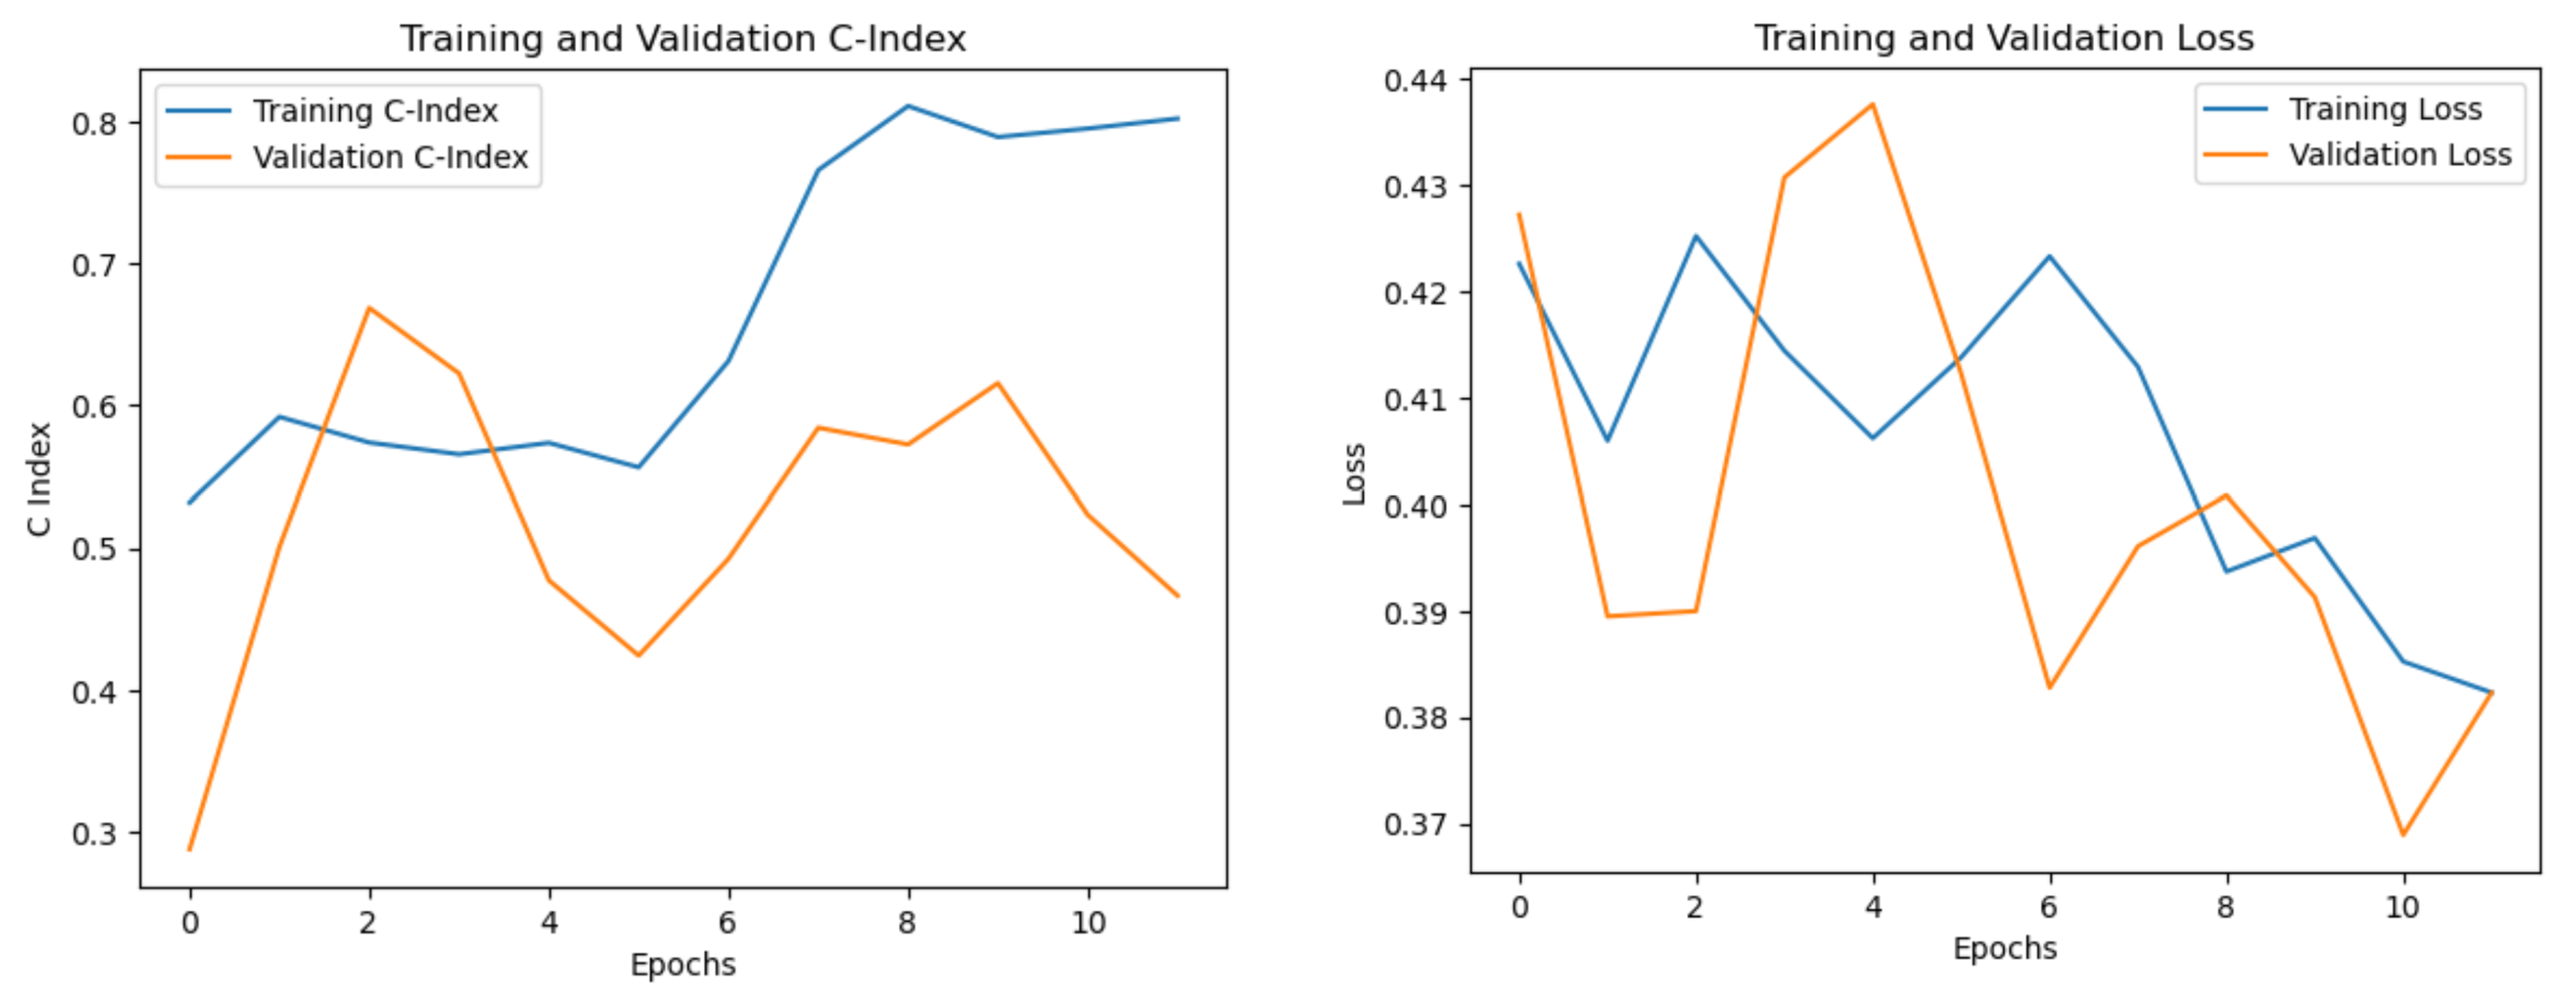 Training and Validation C-Index
Training C-Index
Validation C-Index
0.8
0.7
0.6
0.5
0.4
0.3
C Index
0 2 4 6 8 10
Epochs
Training and Validation Loss
Training Loss
Validation Loss
0.44
0.43
0.42
0.41
0.40
0.39
0.38
0.37
Loss
0 2 4 6 8 10
Epochs